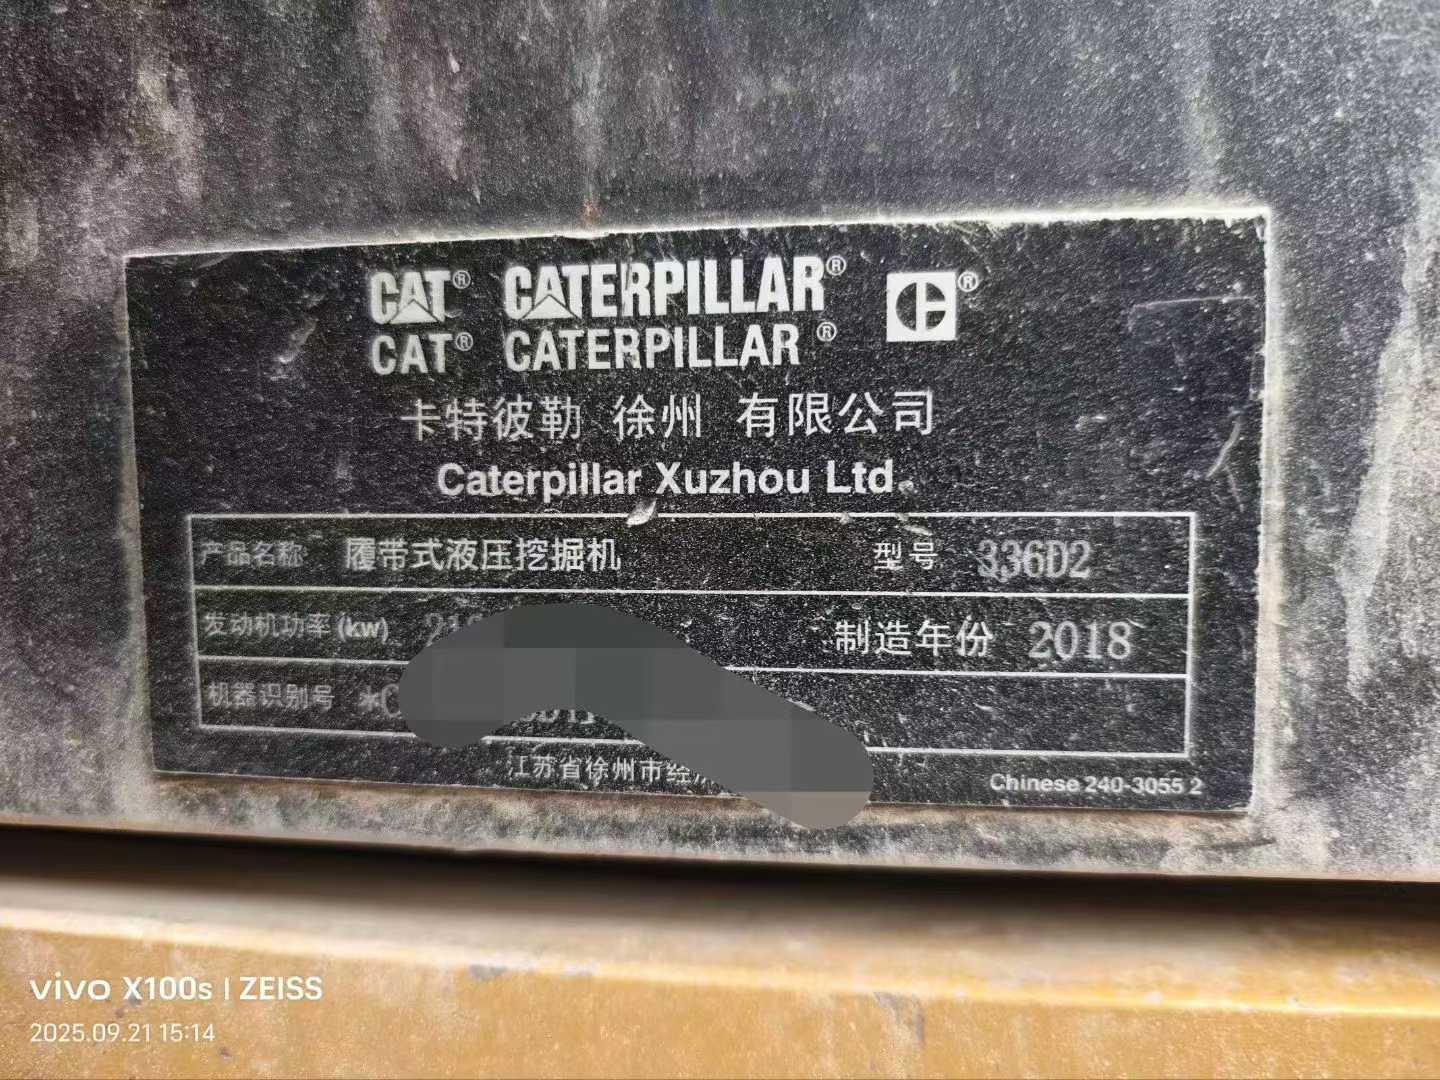 CAT® CATERPILLAR® ®
CAT® CATERPILLAR ®
卡特彼勒 徐州 有限公司
Caterpillar Xuzhou Ltd.
产品名称 履带式液压挖掘机 型号 336D2
发动机功率(kw) 制造年份 2018
机器识别号 *C
江苏省徐州市经
Chinese 240-3055 2
vivo X100s | ZEISS
2025.09.21 15:14